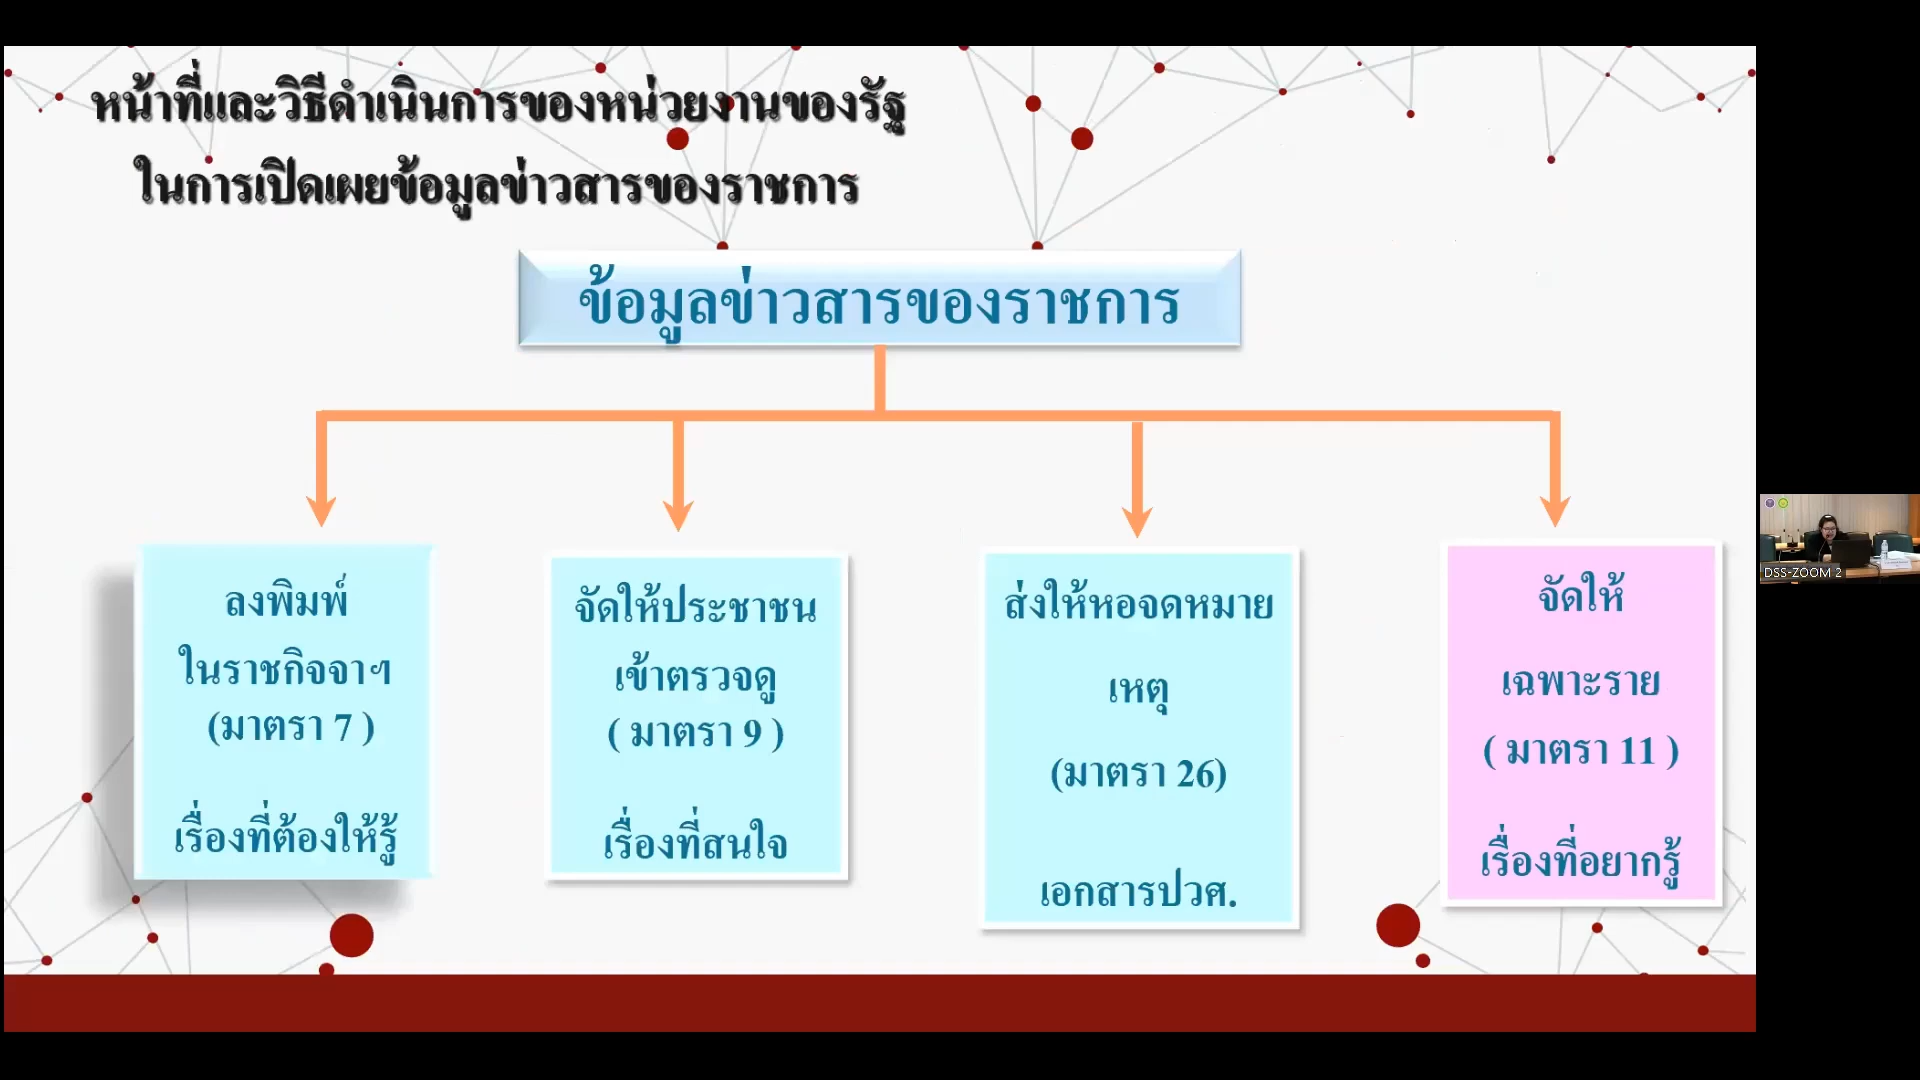 หน้าที่และวิธีดำเนินการของหน่วยงานของรัฐ
ในการเปิดเผยข้อมูลข่าวสารของราชการ
ข้อมูลข่าวสารของราชการ
ลงพิมพ์
ในราชกิจจาฯ
(มาตรา 7 )
เรื่องที่ต้องให้รู้
จัดให้ประชาชน
เข้าตรวจดู
( มาตรา 9 )
เรื่องที่สนใจ
ส่งให้หอจดหมาย
เหตุ
(มาตรา 26)
เอกสารปวศ.
จัดให้
เฉพาะราย
( มาตรา 11 )
เรื่องที่อยากรู้
DSS-ZOOM 2